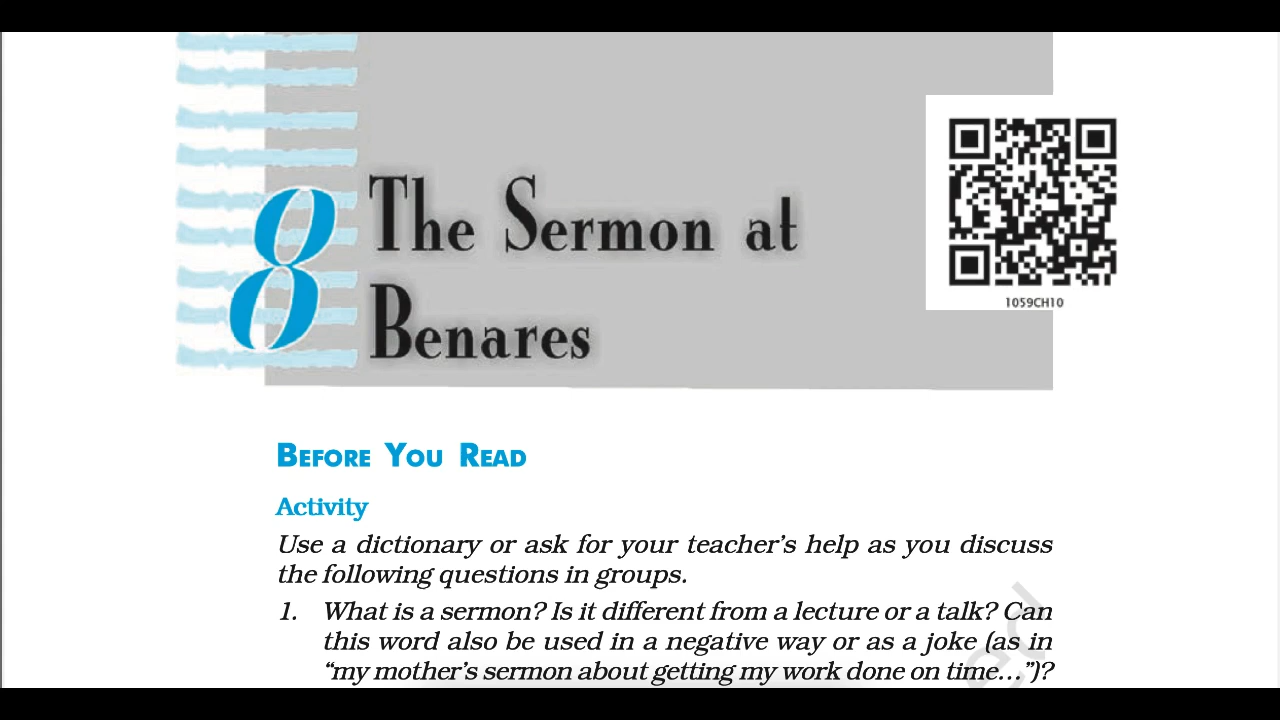 8
The Sermon at
Benares
1059CH10
BEFORE YOU READ
Activity
Use a dictionary or ask for your teacher's help as you discuss
the following questions in groups.
1. What is a sermon? Is it different from a lecture or a talk? Can
this word also be used in a negative way or as a joke (as in
“my mother's sermon about getting my work done on time...”)?